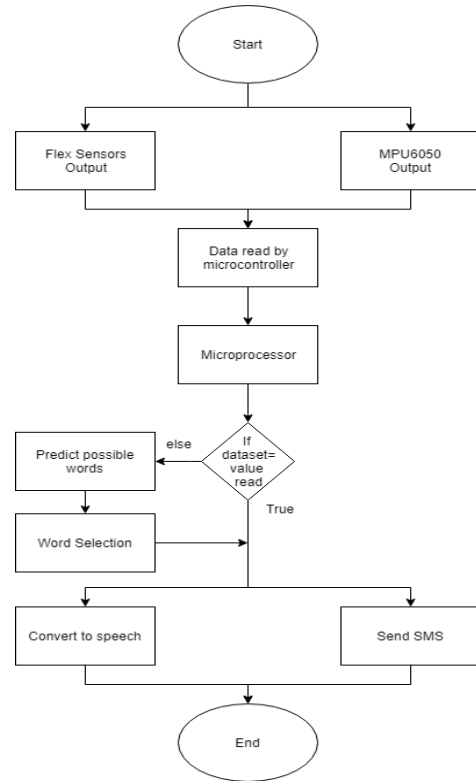 Start
Flex Sensors
Output
MPU6050
Output
Data read by
microcontroller
Microprocessor
If
dataset=
value
read
else
True
Predict possible
words
Word Selection
Convert to speech
Send SMS
End